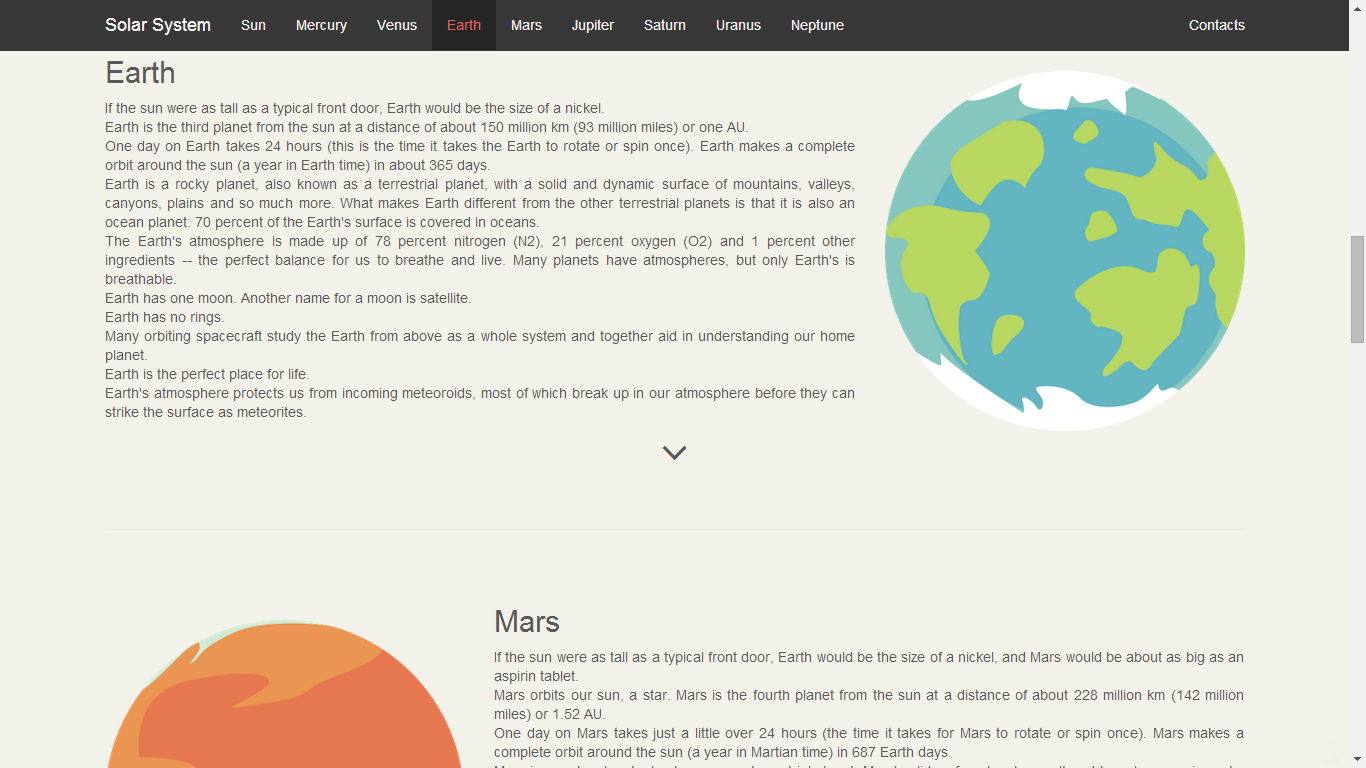 Solar System Sun Mercury Venus Earth Mars Jupiter Saturn Uranus Neptune Contacts
Earth
If the sun were as tall as a typical front door, Earth would be the size of a nickel.
Earth is the third planet from the sun at a distance of about 150 million km (93 million miles) or one AU.
One day on Earth takes 24 hours (this is the time it takes the Earth to rotate or spin once). Earth makes a complete
orbit around the sun (a year in Earth time) in about 365 days.
Earth is a rocky planet, also known as a terrestrial planet, with a solid and dynamic surface of mountains, valleys,
canyons, plains and so much more. What makes Earth different from the other terrestrial planets is that it is also an
ocean planet: 70 percent of the Earth's surface is covered in oceans.
The Earth's atmosphere is made up of 78 percent nitrogen (N2), 21 percent oxygen (O2) and 1 percent other
ingredients -- the perfect balance for us to breathe and live. Many planets have atmospheres, but only Earth's is
breathable.
Earth has one moon. Another name for a moon is satellite.
Earth has no rings.
Many orbiting spacecraft study the Earth from above as a whole system and together aid in understanding our home
planet.
Earth is the perfect place for life.
Earth's atmosphere protects us from incoming meteoroids, most of which break up in our atmosphere before they can
strike the surface as meteorites.
Mars
If the sun were as tall as a typical front door, Earth would be the size of a nickel, and Mars would be about as big as an
aspirin tablet.
Mars orbits our sun, a star. Mars is the fourth planet from the sun at a distance of about 228 million km (142 million
miles) or 1.52 AU.
One day on Mars takes just a little over 24 hours (the time it takes for Mars to rotate or spin once). Mars makes a
complete orbit around the sun (a year in Martian time) in 687 Earth days.